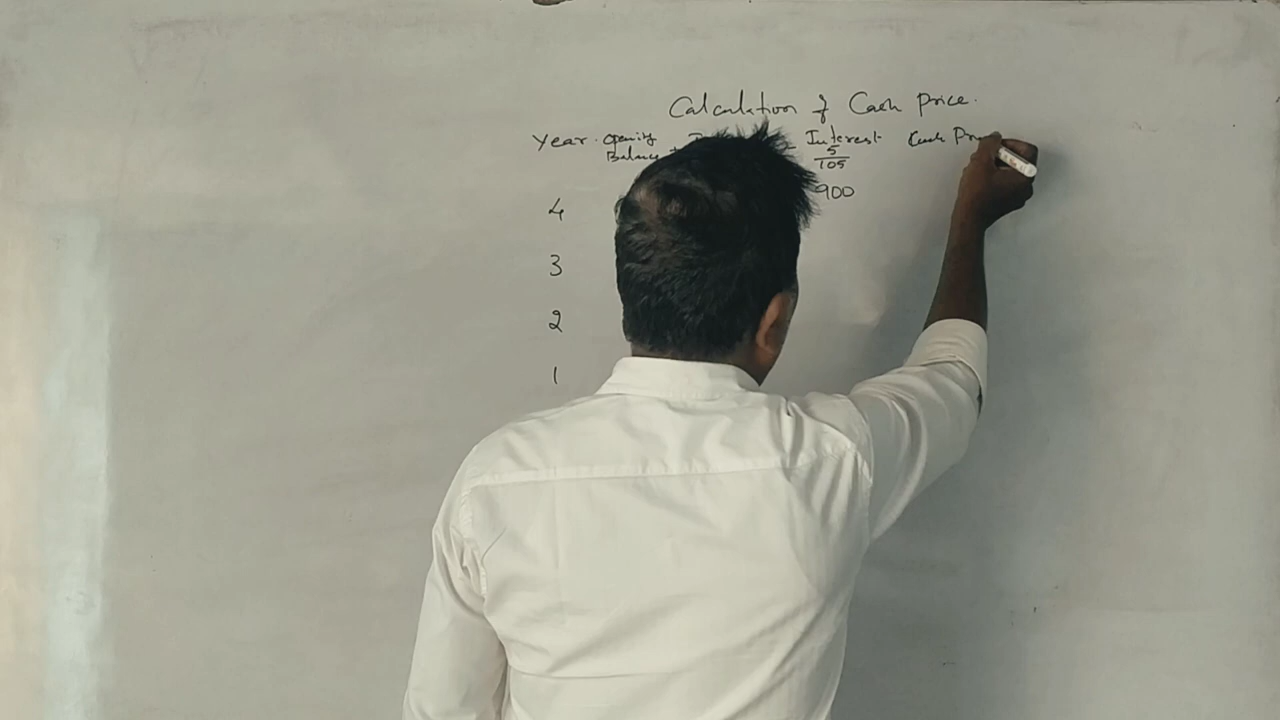 Calculation of Cash Price.
Year. Opening Interest Cash Pr
Balance 5/105
900
4
3
2
1